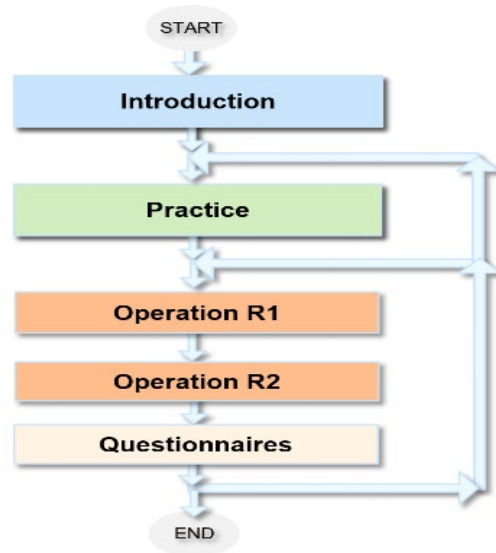 START
Introduction
Practice
Operation R1
Operation R2
Questionnaires
END